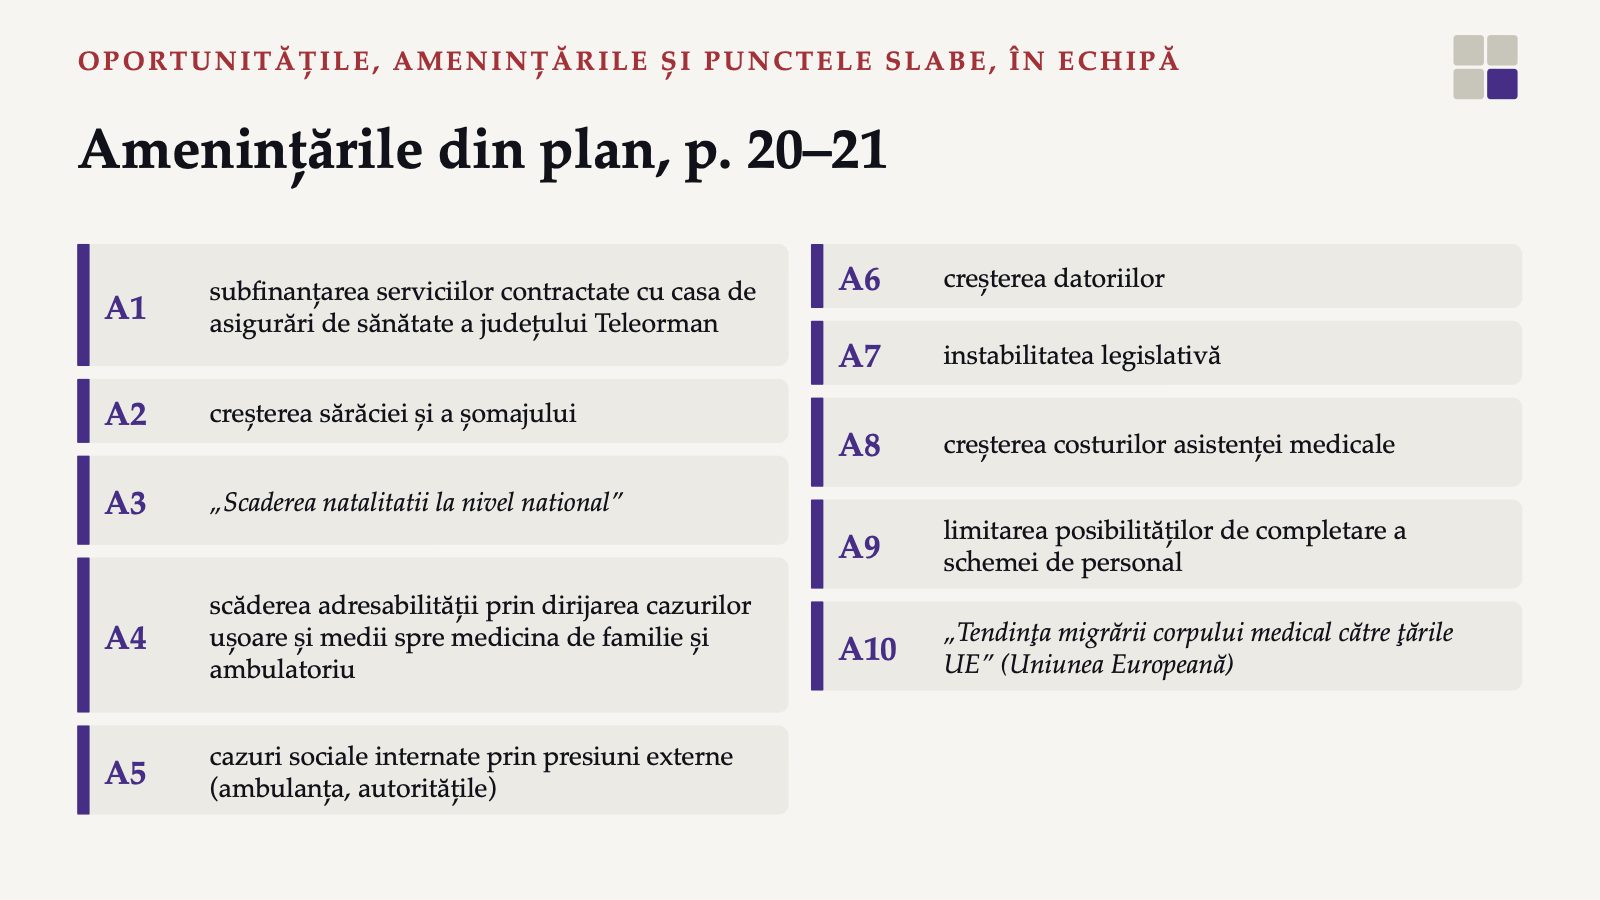 OPORTUNITĂȚILE, AMENINȚĂRILE ȘI PUNCTELE SLABE, ÎN ECHIPĂ
Amenințările din plan, p. 20–21
A1
subfinanțarea serviciilor contractate cu casa de
asigurări de sănătate a județului Teleorman
A2
creșterea sărăciei și a șomajului
A3
„Scaderea natalitatii la nivel national”
A4
scăderea adresabilității prin dirijarea cazurilor
ușoare și medii spre medicina de familie și
ambulatoriu
A5
cazuri sociale internate prin presiuni externe
(ambulanța, autoritățile)
A6
creșterea datoriilor
A7
instabilitatea legislativă
A8
creșterea costurilor asistenței medicale
A9
limitarea posibilităților de completare a
schemei de personal
A10
„Tendinţa migrării corpului medical către ţările
UE” (Uniunea Europeană)